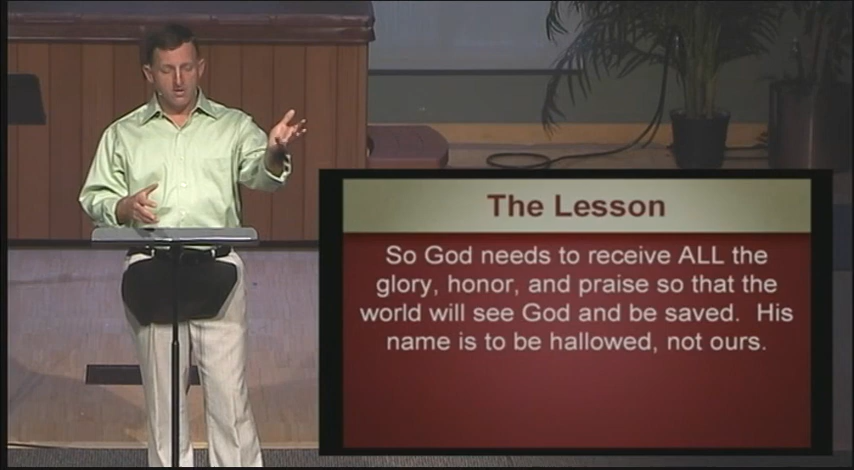 The Lesson
So God needs to receive ALL the
glory, honor, and praise so that the
world will see God and be saved.  His
name is to be hallowed, not ours.